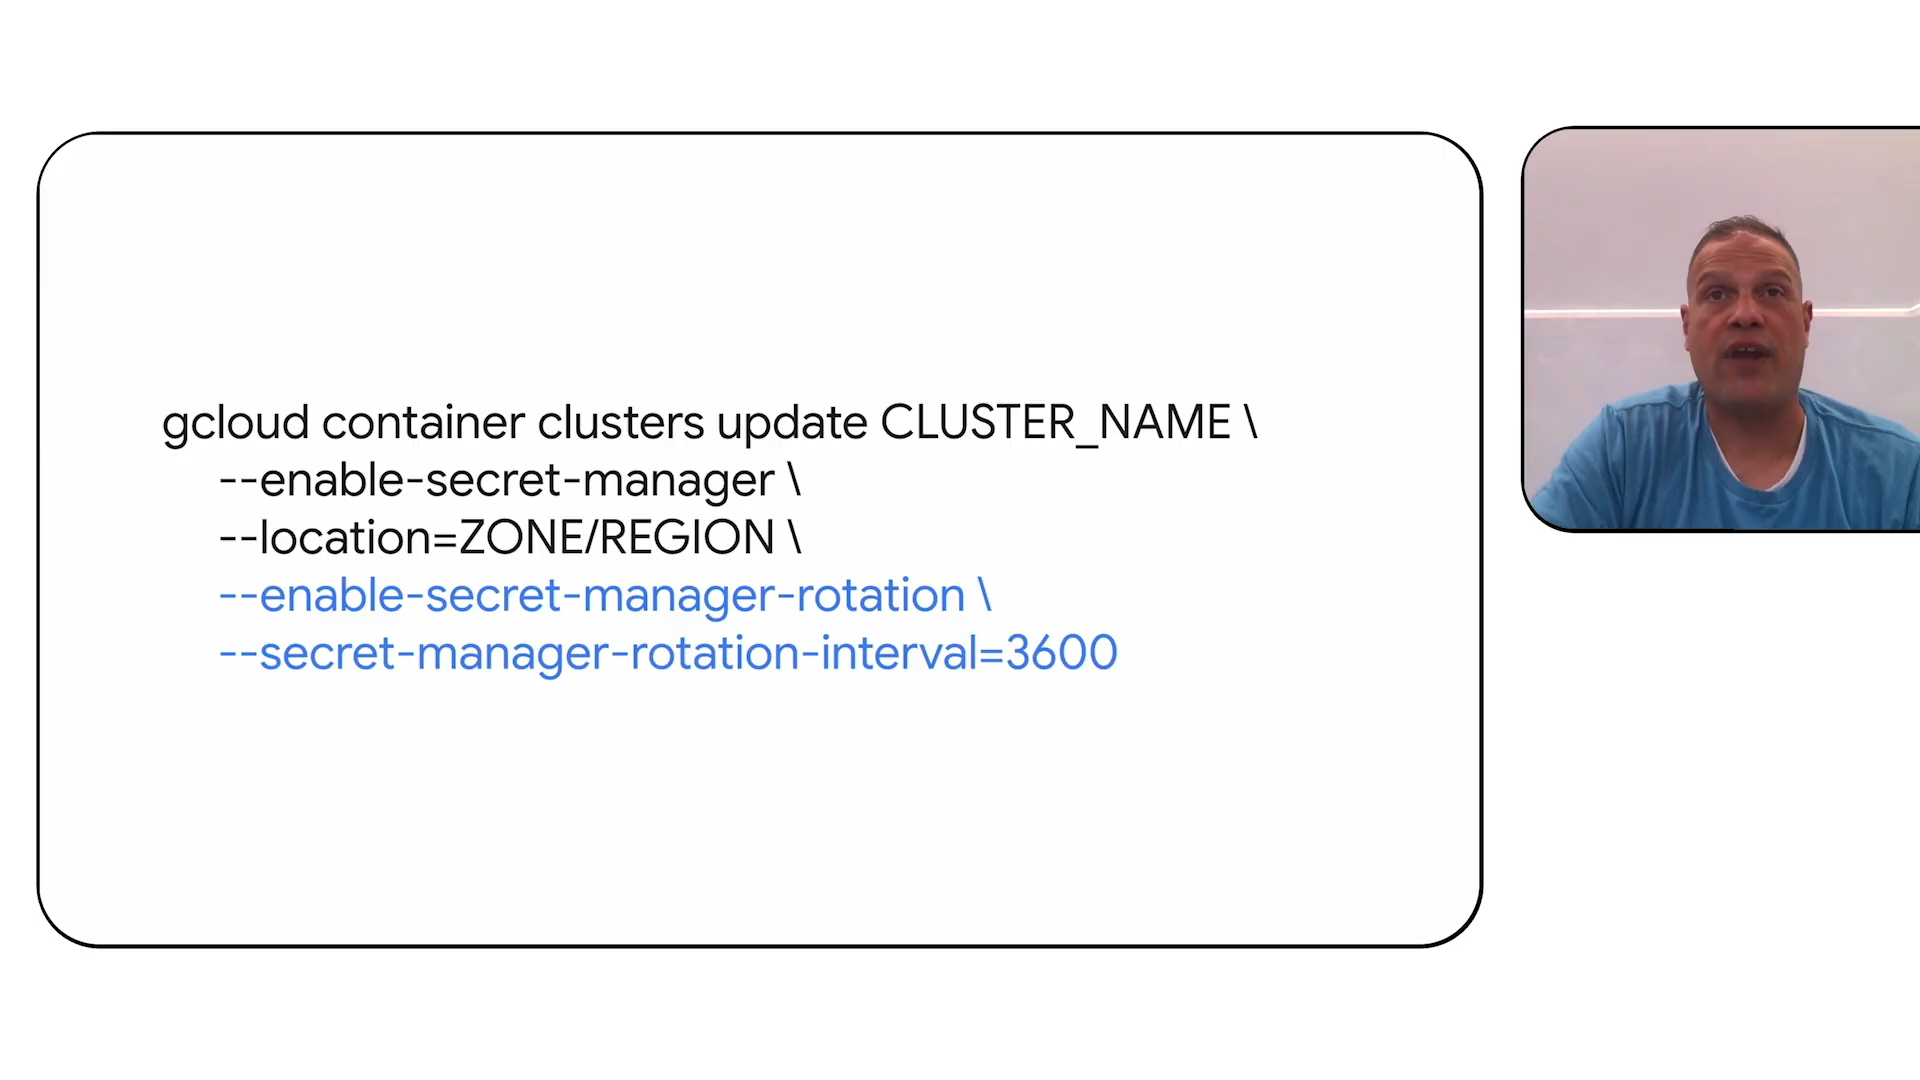 gcloud container clusters update CLUSTER_NAME \
--enable-secret-manager \
--location=ZONE/REGION \
--enable-secret-manager-rotation \
--secret-manager-rotation-interval=3600